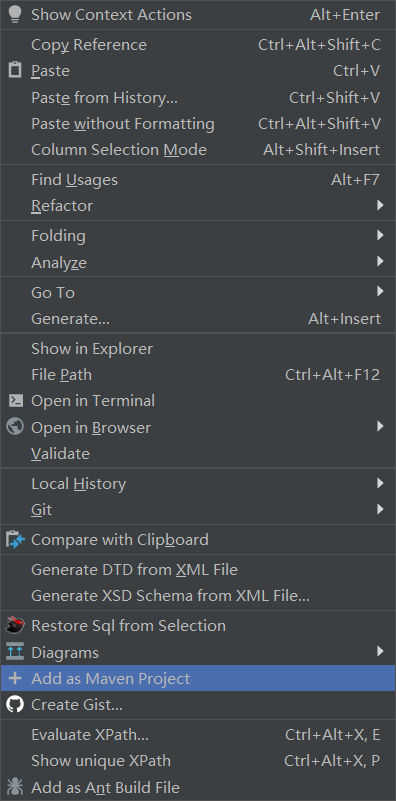 Show Context Actions Alt+Enter
Copy Reference Ctrl+Alt+Shift+C
Paste Ctrl+V
Paste from History... Ctrl+Shift+V
Paste without Formatting Ctrl+Alt+Shift+V
Column Selection Mode Alt+Shift+Insert
Find Usages Alt+F7
Refactor
Folding
Analyze
Go To
Generate... Alt+Insert
Show in Explorer
File Path Ctrl+Alt+F12
Open in Terminal
Open in Browser
Validate
Local History
Git
Compare with Clipboard
Generate DTD from XML File
Generate XSD Schema from XML File...
Restore Sql from Selection
Diagrams
Add as Maven Project
Create Gist...
Evaluate XPath... Ctrl+Alt+X, E
Show unique XPath Ctrl+Alt+X, P
Add as Ant Build File